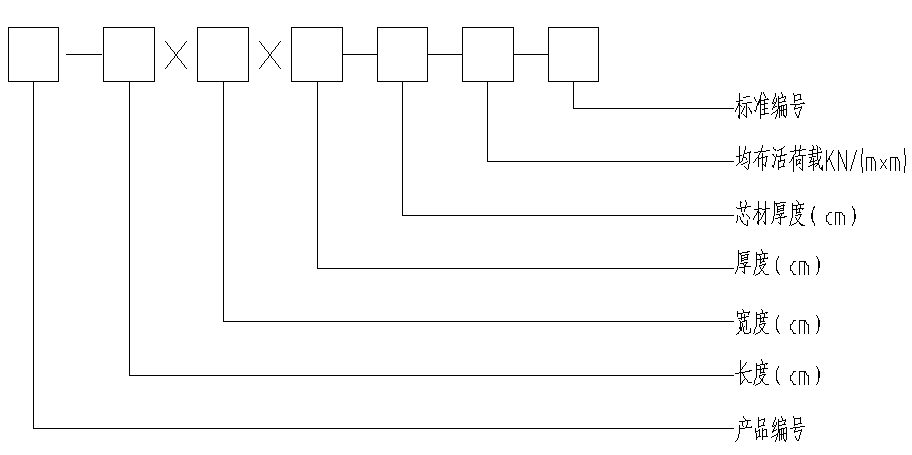 标准编号
均布活荷载KN/(m×m)
芯材厚度(cm)
厚度(cm)
宽度(cm)
长度(cm)
产品编号